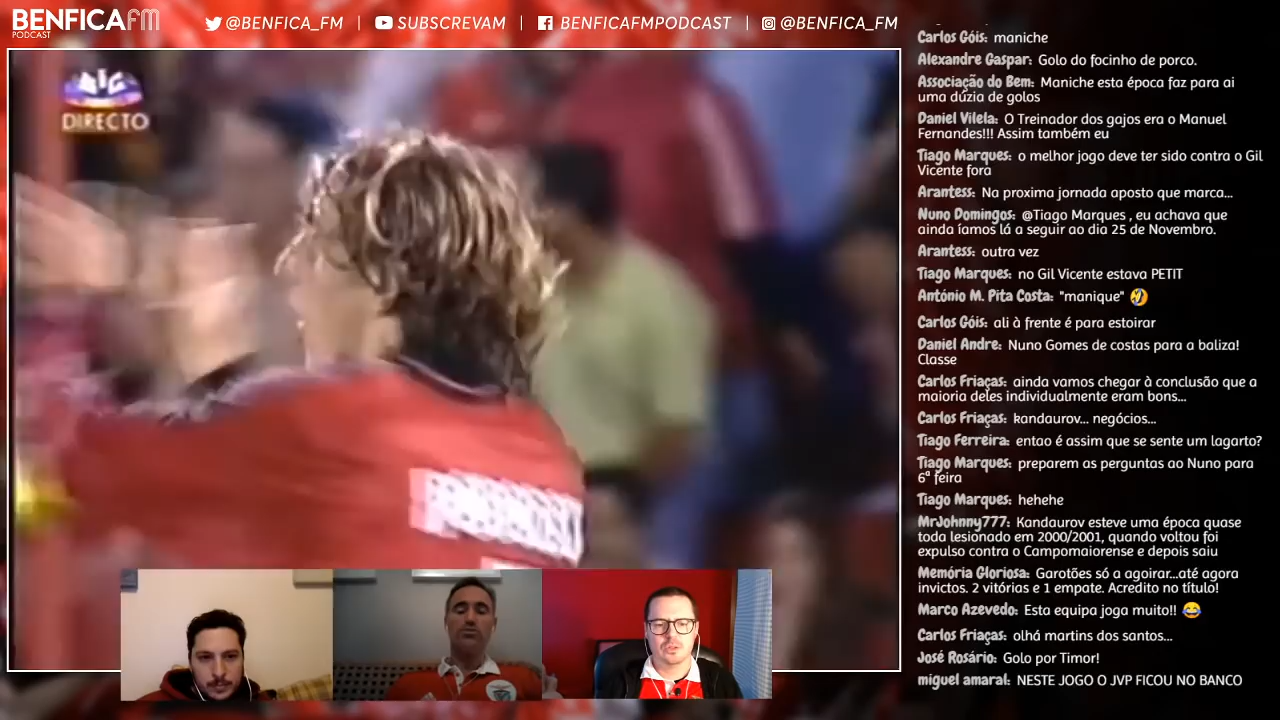 BENFICAFM
PODCAST
@BENFICA_FM
SUBSCREVAM
BENFICAFMPODCAST
@BENFICA_FM
SIC
DIRECTO
Carlos Góis: maniche
Alexandre Gaspar: Golo do focinho de porco.
Associação do Bem: Maniche esta época faz para ai
uma dúzia de golos
Daniel Vilela: O Treinador dos gajos era o Manuel
Fernandes!!! Assim também eu
Tiago Marques: o melhor jogo deve ter sido contra o Gil
Vicente fora
Arantess: Na proxima jornada aposto que marca...
Nuno Domingos: @Tiago Marques , eu achava que
ainda íamos lá a seguir ao dia 25 de Novembro.
Arantess: outra vez
Tiago Marques: no Gil Vicente estava PETIT
António M. Pita Costa: "manique" 🤣
Carlos Góis: ali à frente é para estoirar
Daniel Andre: Nuno Gomes de costas para a baliza!
Classe
Carlos Friaças: ainda vamos chegar à conclusão que a
maioria deles individualmente eram bons...
Carlos Friaças: kandaurov... negócios...
Tiago Ferreira: entao é assim que se sente um lagarto?
Tiago Marques: preparem as perguntas ao Nuno para
6ª feira
Tiago Marques: hehehe
MrJohnny777: Kandaurov esteve uma época quase
toda lesionado em 2000/2001, quando voltou foi
expulso contra o Campomaiorense e depois saiu
Memória Gloriosa: Garotões só a agoirar...até agora
invictos. 2 vitórias e 1 empate. Acredito no título!
Marco Azevedo: Esta equipa joga muito!! 😂
Carlos Friaças: olhá martins dos santos...
José Rosário: Golo por Timor!
miguel amaral: NESTE JOGO O JVP FICOU NO BANCO